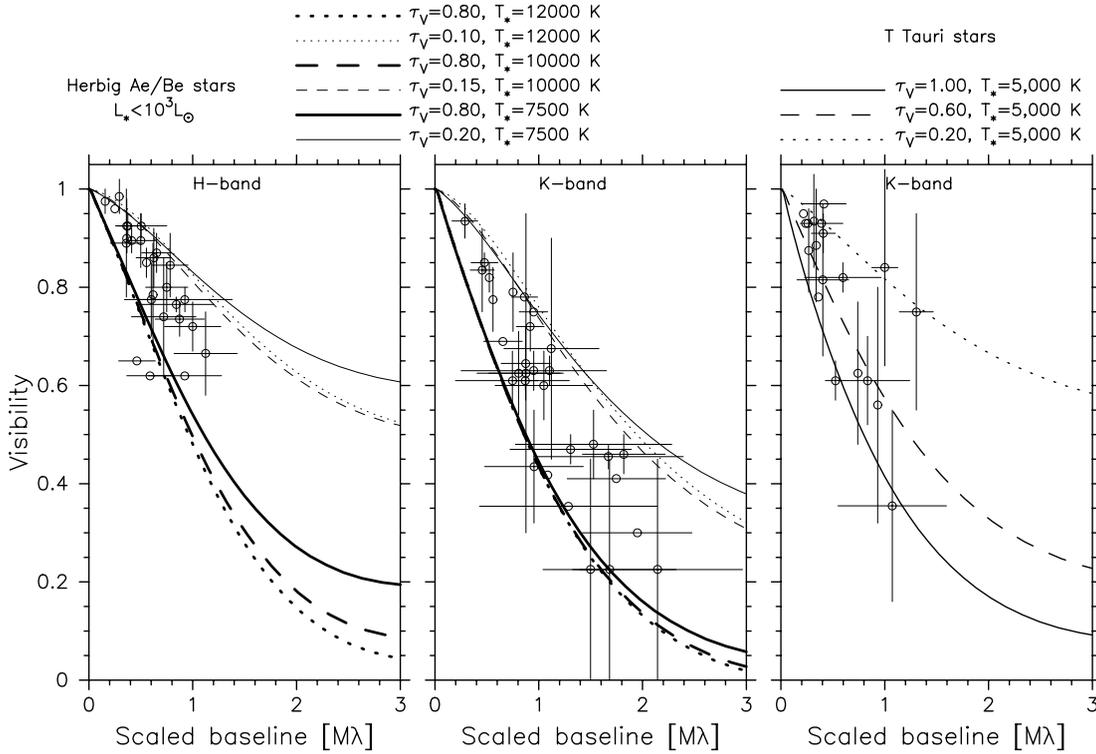 τV=0.80, T*=12000 K
τV=0.10, T*=12000 K
τV=0.80, T*=10000 K
τV=0.15, T*=10000 K
τV=0.80, T*=7500 K
τV=0.20, T*=7500 K
Herbig Ae/Be stars
L*<10³L⊙
T Tauri stars
τV=1.00, T*=5,000 K
τV=0.60, T*=5,000 K
τV=0.20, T*=5,000 K
H-band
K-band
K-band
Visibility
1
0.8
0.6
0.4
0.2
0
0 1 2 3
0 1 2 3
0 1 2 3
Scaled baseline [Mλ]
Scaled baseline [Mλ]
Scaled baseline [Mλ]